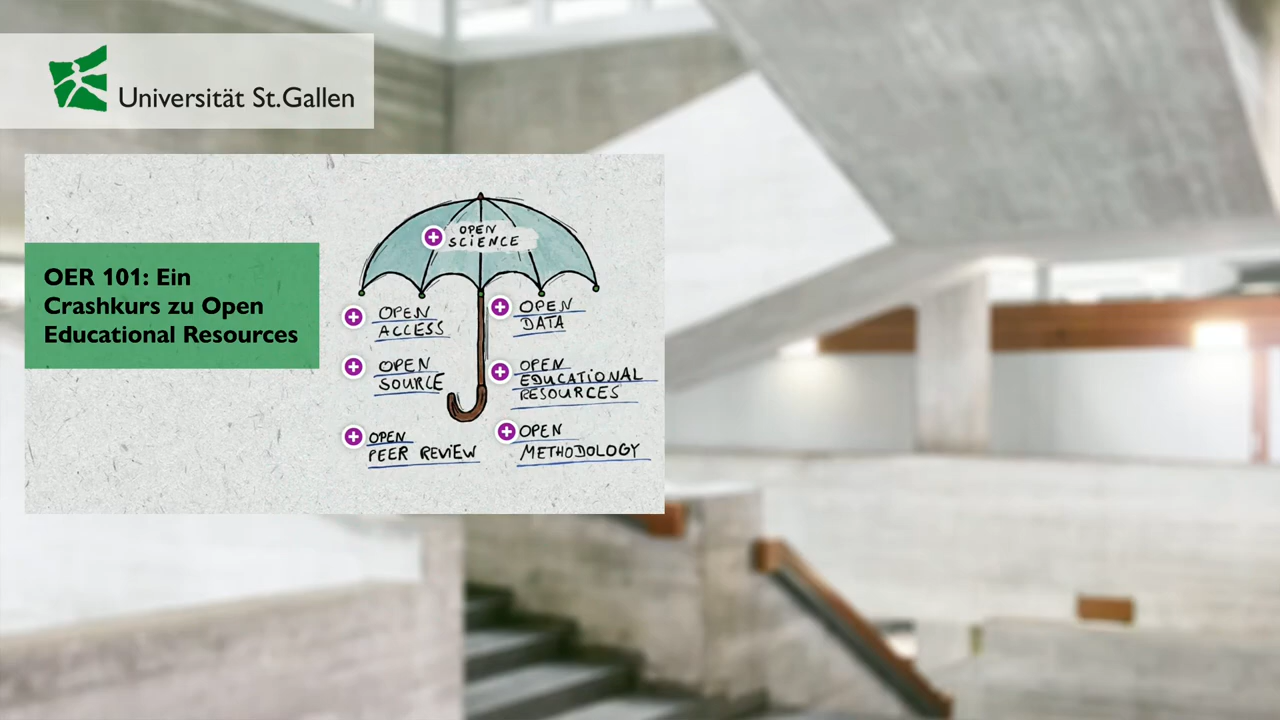 Universität St.Gallen
OER 101: Ein
Crashkurs zu Open
Educational Resources
OPEN
SCIENCE
OPEN
ACCESS
OPEN
DATA
OPEN
SOURCE
OPEN
EDUCATIONAL
RESOURCES
OPEN
PEER REVIEW
OPEN
METHODOLOGY